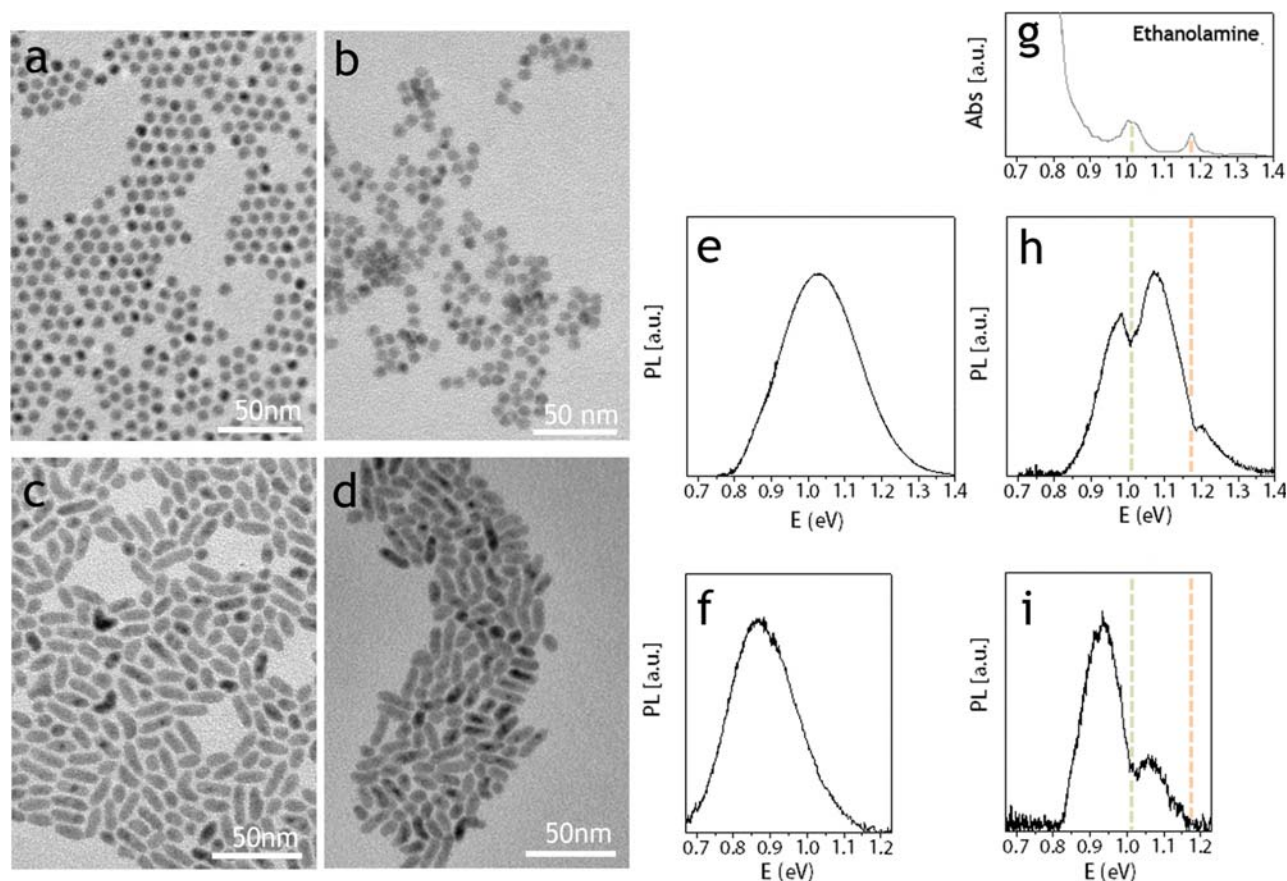 a
50nm
b
50 nm
c
50nm
d
50nm
g
Ethanolamine
Abs [a.u.]
0.7 0.8 0.9 1.0 1.1 1.2 1.3 1.4
e
PL [a.u.]
0.7 0.8 0.9 1.0 1.1 1.2 1.3 1.4
E (eV)
h
PL [a.u.]
0.7 0.8 0.9 1.0 1.1 1.2 1.3 1.4
E (eV)
f
PL [a.u.]
0.7 0.8 0.9 1.0 1.1 1.2
E (eV)
i
PL [a.u.]
0.7 0.8 0.9 1.0 1.1 1.2
E (eV)